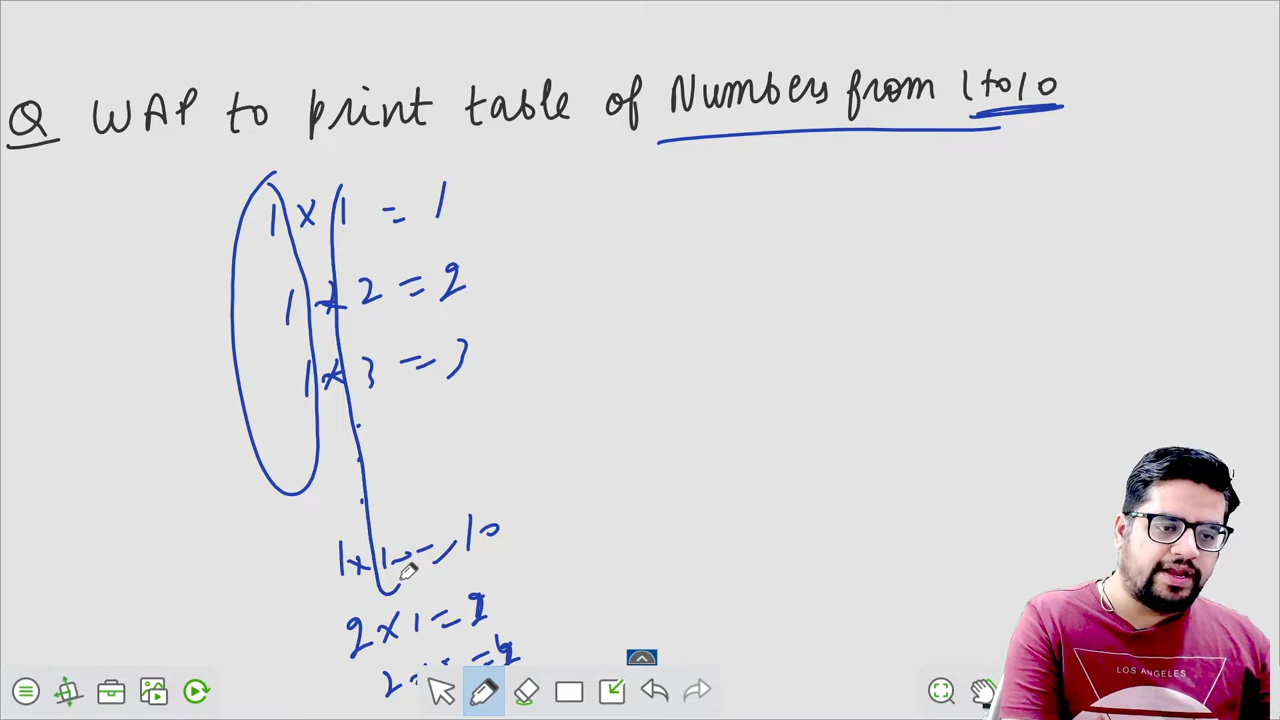 Q WAP to print table of Numbers from 1 to 10
1 × 1 = 1
1 × 2 = 2
1 × 3 = 3
.
.
.
1 × 10 = 10
2 × 1 = 2
LOS ANGELES